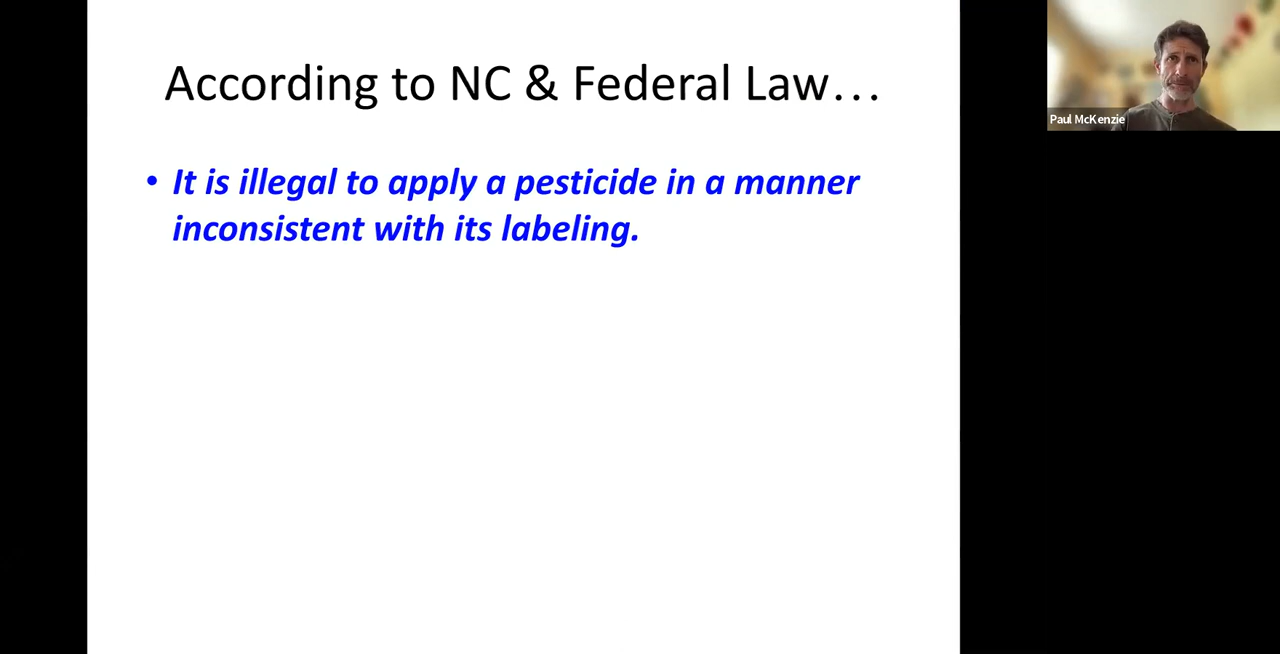 According to NC & Federal Law…
• It is illegal to apply a pesticide in a manner
inconsistent with its labeling.
Paul McKenzie